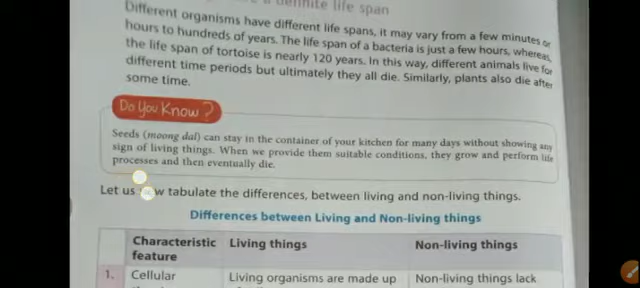 a definite life span
Different organisms have different life spans, it may vary from a few minutes or
hours to hundreds of years. The life span of a bacteria is just a few hours, whereas,
the life span of tortoise is nearly 120 years. In this way, different animals live for
different time periods but ultimately they all die. Similarly, plants also die after
some time.
Do You Know?
Seeds (moong dal) can stay in the container of your kitchen for many days without showing any
sign of living things. When we provide them suitable conditions, they grow and perform life
processes and then eventually die.
Let us w tabulate the differences, between living and non-living things.
Differences between Living and Non-living things
Characteristic feature
Living things
Non-living things
1. Cellular
Living organisms are made up
Non-living things lack